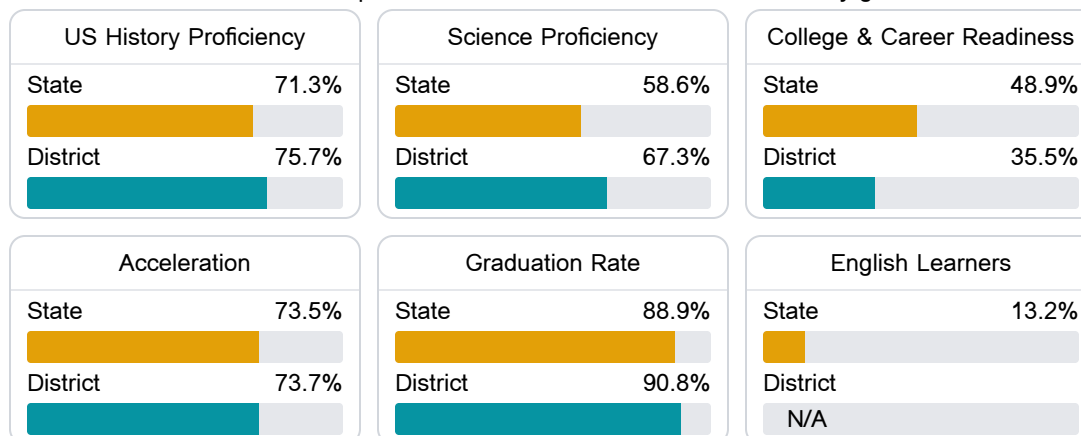 US History Proficiency
State 71.3%
District 75.7%
Science Proficiency
State 58.6%
District 67.3%
College & Career Readiness
State 48.9%
District 35.5%
Acceleration
State 73.5%
District 73.7%
Graduation Rate
State 88.9%
District 90.8%
English Learners
State 13.2%
District
N/A